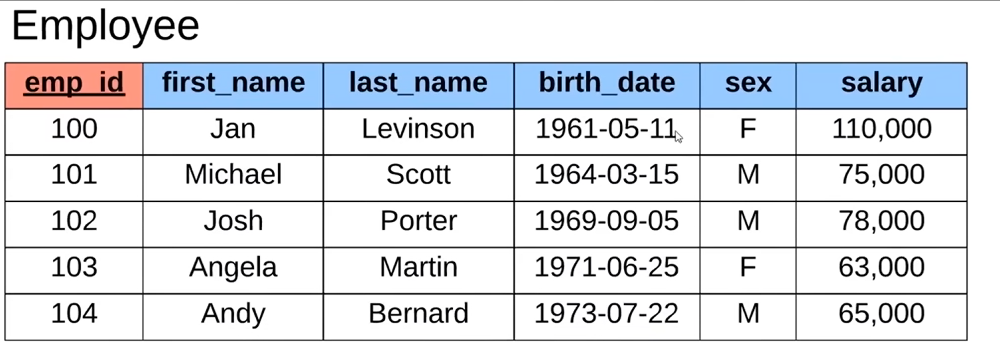 Employee
emp_id first_name last_name birth_date sex salary
100 Jan Levinson 1961-05-11 F 110,000
101 Michael Scott 1964-03-15 M 75,000
102 Josh Porter 1969-09-05 M 78,000
103 Angela Martin 1971-06-25 F 63,000
104 Andy Bernard 1973-07-22 M 65,000